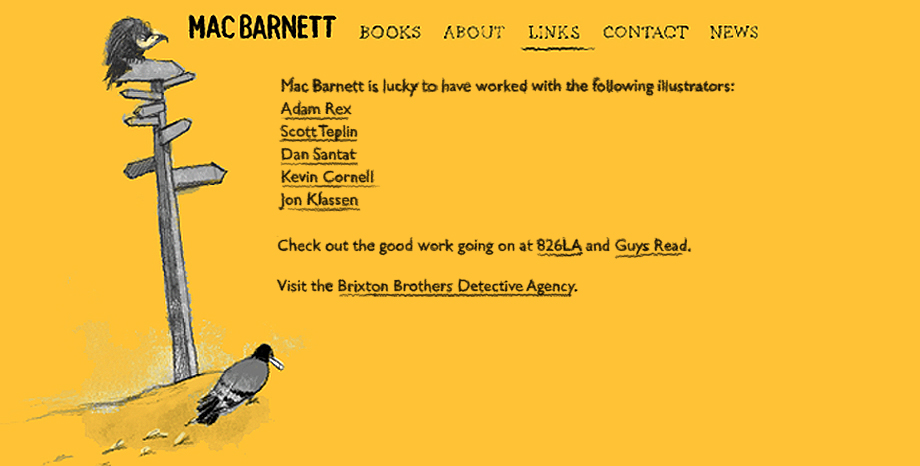 MAC BARNETT BOOKS ABOUT LINKS CONTACT NEWS
Mac Barnett is lucky to have worked with the following illustrators:
Adam Rex
Scott Teplin
Dan Santat
Kevin Cornell
Jon Klassen
Check out the good work going on at 826LA and Guys Read.
Visit the Brixton Brothers Detective Agency.